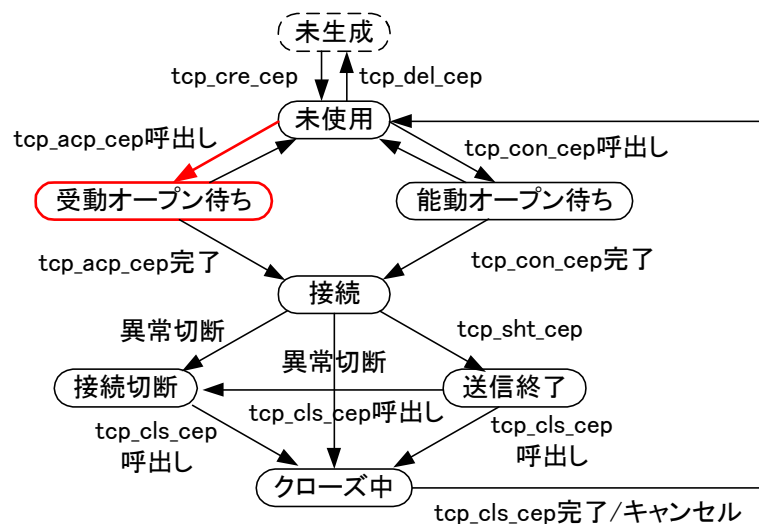 未生成
tcp_cre_cep
tcp_del_cep
未使用
tcp_acp_cep呼出し
tcp_con_cep呼出し
受動オープン待ち
能動オープン待ち
tcp_acp_cep完了
tcp_con_cep完了
接続
異常切断
tcp_sht_cep
異常切断
接続切断
送信終了
tcp_cls_cep呼出し
tcp_cls_cep
呼出し
tcp_cls_cep
呼出し
クローズ中
tcp_cls_cep完了/キャンセル